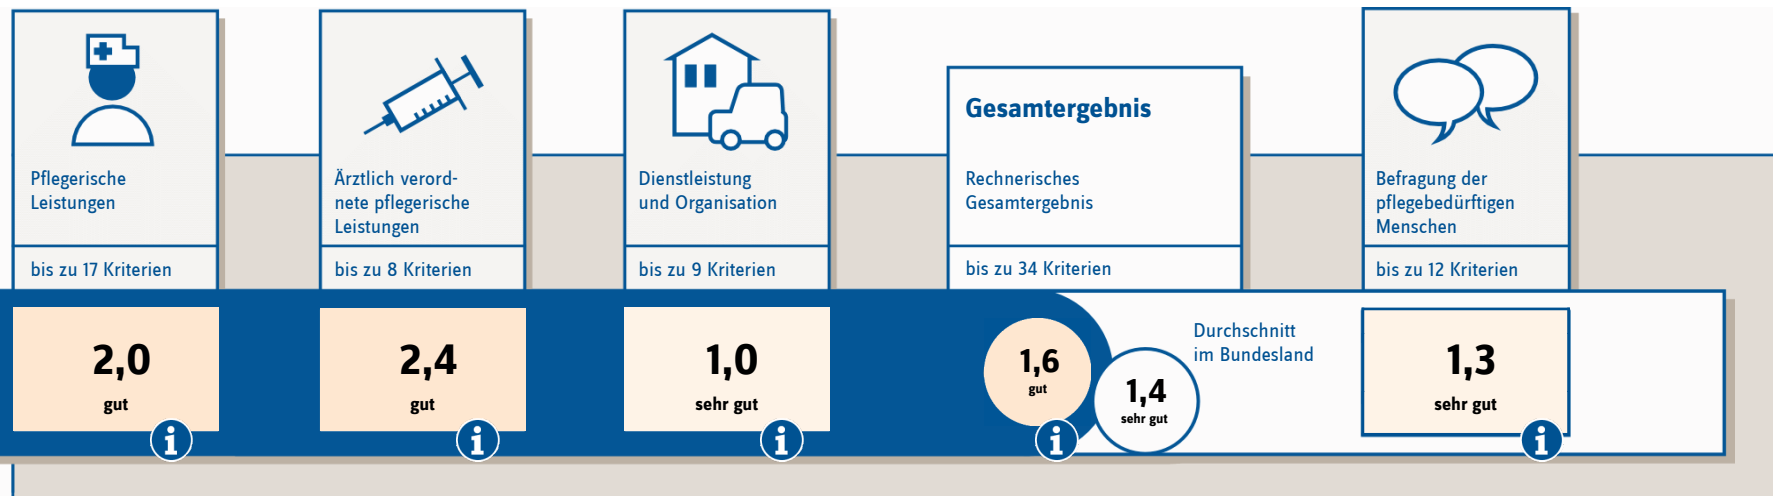 Pflegerische
Leistungen
bis zu 17 Kriterien
2,0
gut
i
Ärztlich verord-
nete pflegerische
Leistungen
bis zu 8 Kriterien
2,4
gut
i
Dienstleistung
und Organisation
bis zu 9 Kriterien
1,0
sehr gut
i
Gesamtergebnis
Rechnerisches
Gesamtergebnis
bis zu 34 Kriterien
1,6
gut
i
1,4
sehr gut
Durchschnitt
im Bundesland
Befragung der
pflegebedürftigen
Menschen
bis zu 12 Kriterien
1,3
sehr gut
i